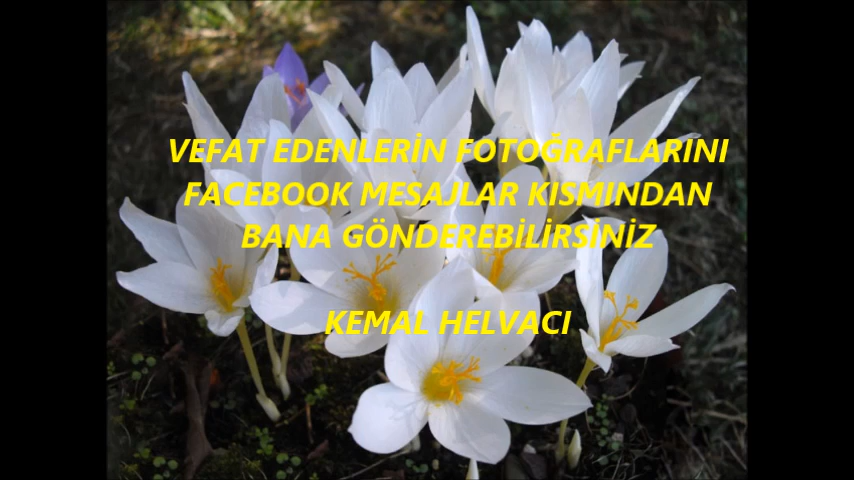 VEFAT EDENLERİN FOTOĞRAFLARINI
FACEBOOK MESAJLAR KISMINDAN
BANA GÖNDEREBİLİRSİNİZ
KEMAL HELVACI